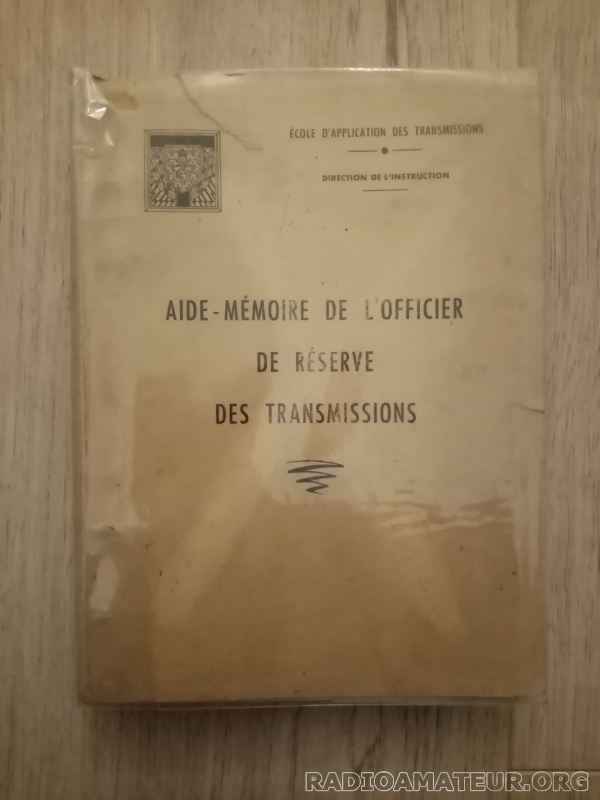 ÉCOLE D'APPLICATION DES TRANSMISSIONS
DIRECTION DE L'INSTRUCTION
AIDE-MÉMOIRE DE L'OFFICIER
DE RÉSERVE
DES TRANSMISSIONS
RADIOAMATEUR.ORG